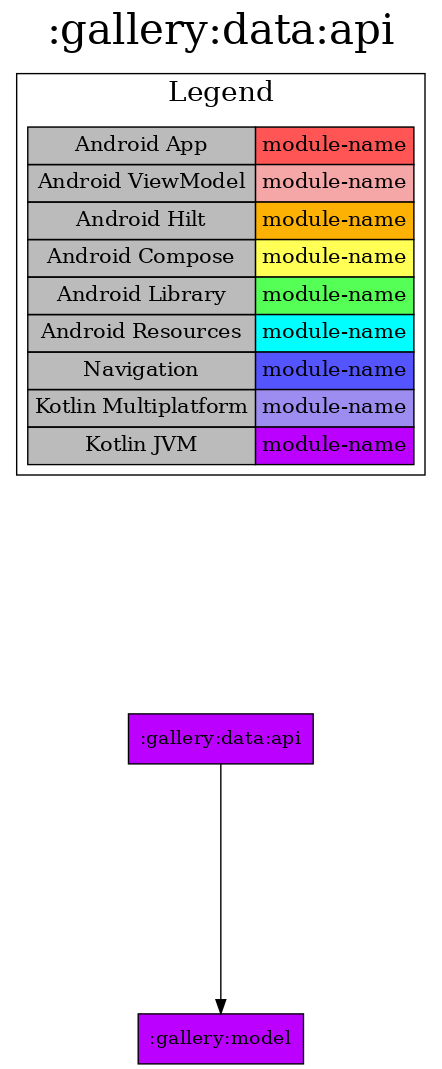 :gallery:data:api
Legend
Android App module-name
Android ViewModel module-name
Android Hilt module-name
Android Compose module-name
Android Library module-name
Android Resources module-name
Navigation module-name
Kotlin Multiplatform module-name
Kotlin JVM module-name
:gallery:data:api
:gallery:model